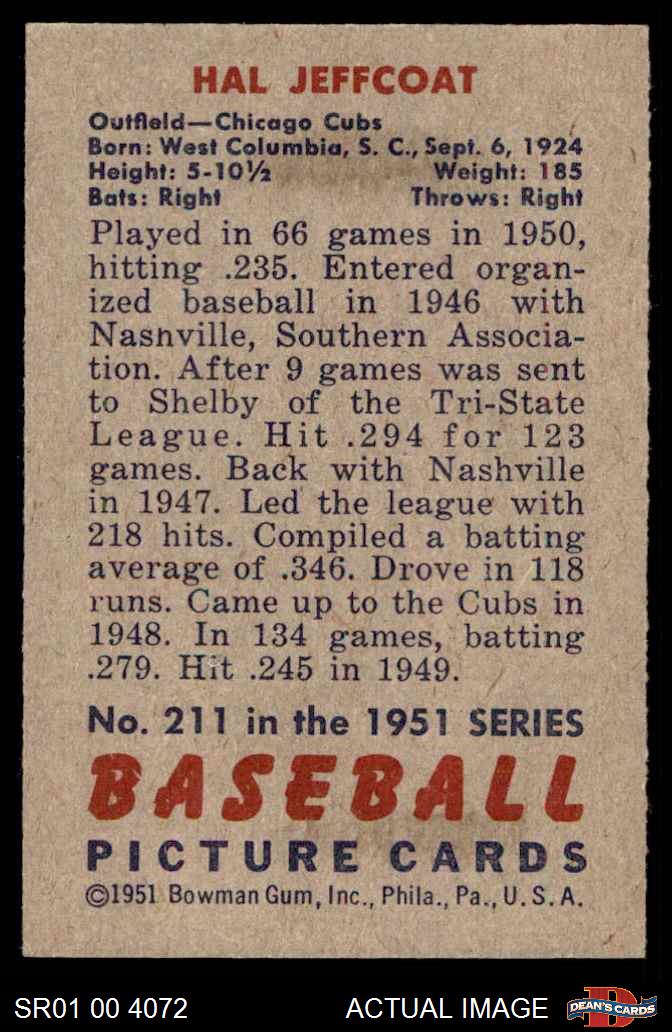 HAL JEFFCOAT
Outfield—Chicago Cubs
Born: West Columbia, S. C., Sept. 6, 1924
Height: 5-10½ Weight: 185
Bats: Right Throws: Right
Played in 66 games in 1950,
hitting .235. Entered organ-
ized baseball in 1946 with
Nashville, Southern Associa-
tion. After 9 games was sent
to Shelby of the Tri-State
League. Hit .294 for 123
games. Back with Nashville
in 1947. Led the league with
218 hits. Compiled a batting
average of .346. Drove in 118
runs. Came up to the Cubs in
1948. In 134 games, batting
.279. Hit .245 in 1949.
No. 211 in the 1951 SERIES
BASEBALL
PICTURE CARDS
©1951 Bowman Gum, Inc., Phila., Pa., U. S. A.
SR01 00 4072 ACTUAL IMAGE D DEAN'S CARDS